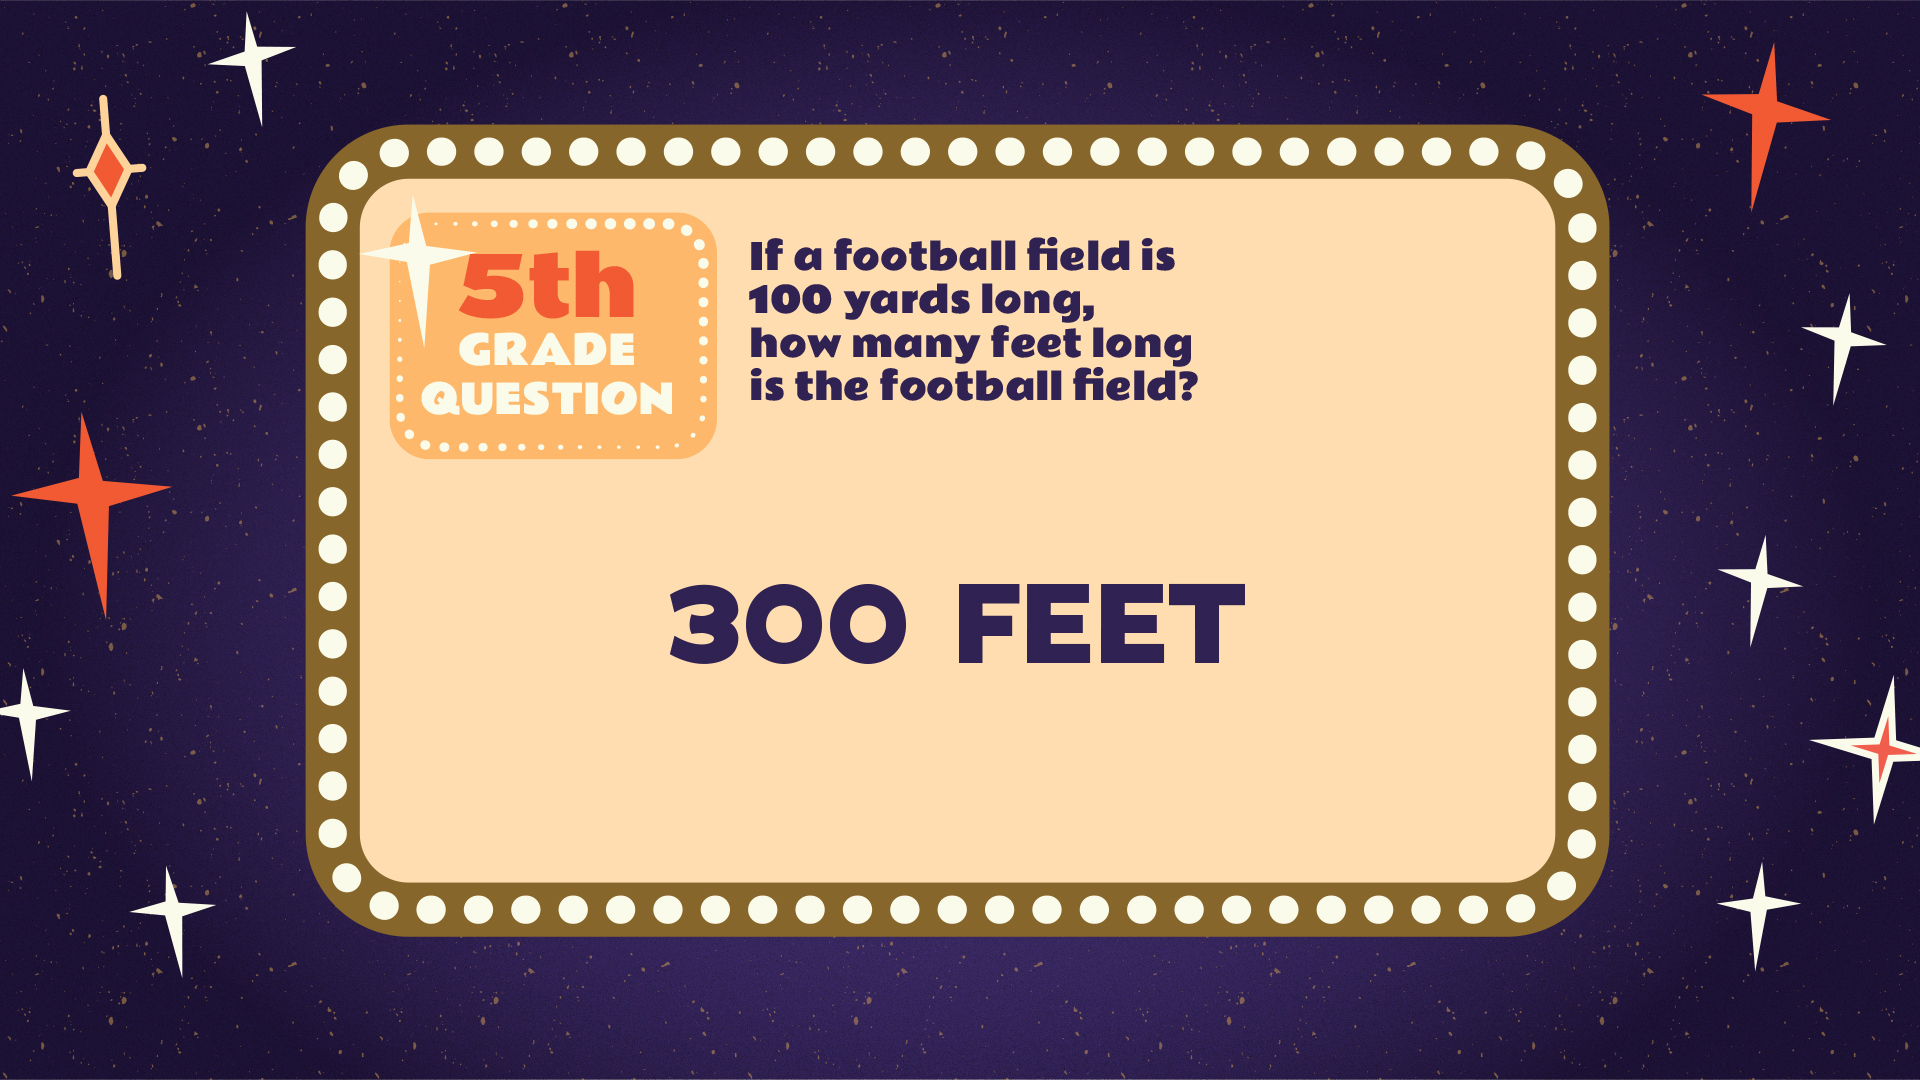 5th
GRADE
QUESTION
If a football field is
100 yards long,
how many feet long
is the football field?
300 FEET